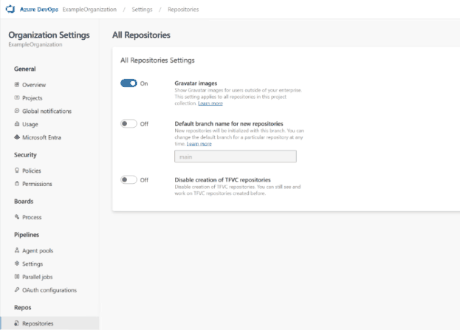 Azure DevOps ExampleOrganization / Settings / Repositories
Organization Settings
ExampleOrganization
General
Overview
Projects
Global notifications
Usage
Microsoft Entra
Security
Policies
Permissions
Boards
Process
Pipelines
Agent pools
Settings
Parallel jobs
OAuth configurations
Repos
Repositories
All Repositories
All Repositories Settings
On
Gravatar images
Show Gravatar images for users outside of your enterprise.
This setting applies to all repositories in this project
collection. Learn more
Off
Default branch name for new repositories
New repositories will be initialized with this branch. You can
change the default branch for a particular repository at any
time. Learn more
main
Off
Disable creation of TFVC repositories
Disable creation of TFVC repositories. You can still see and
work on TFVC repositories created before.